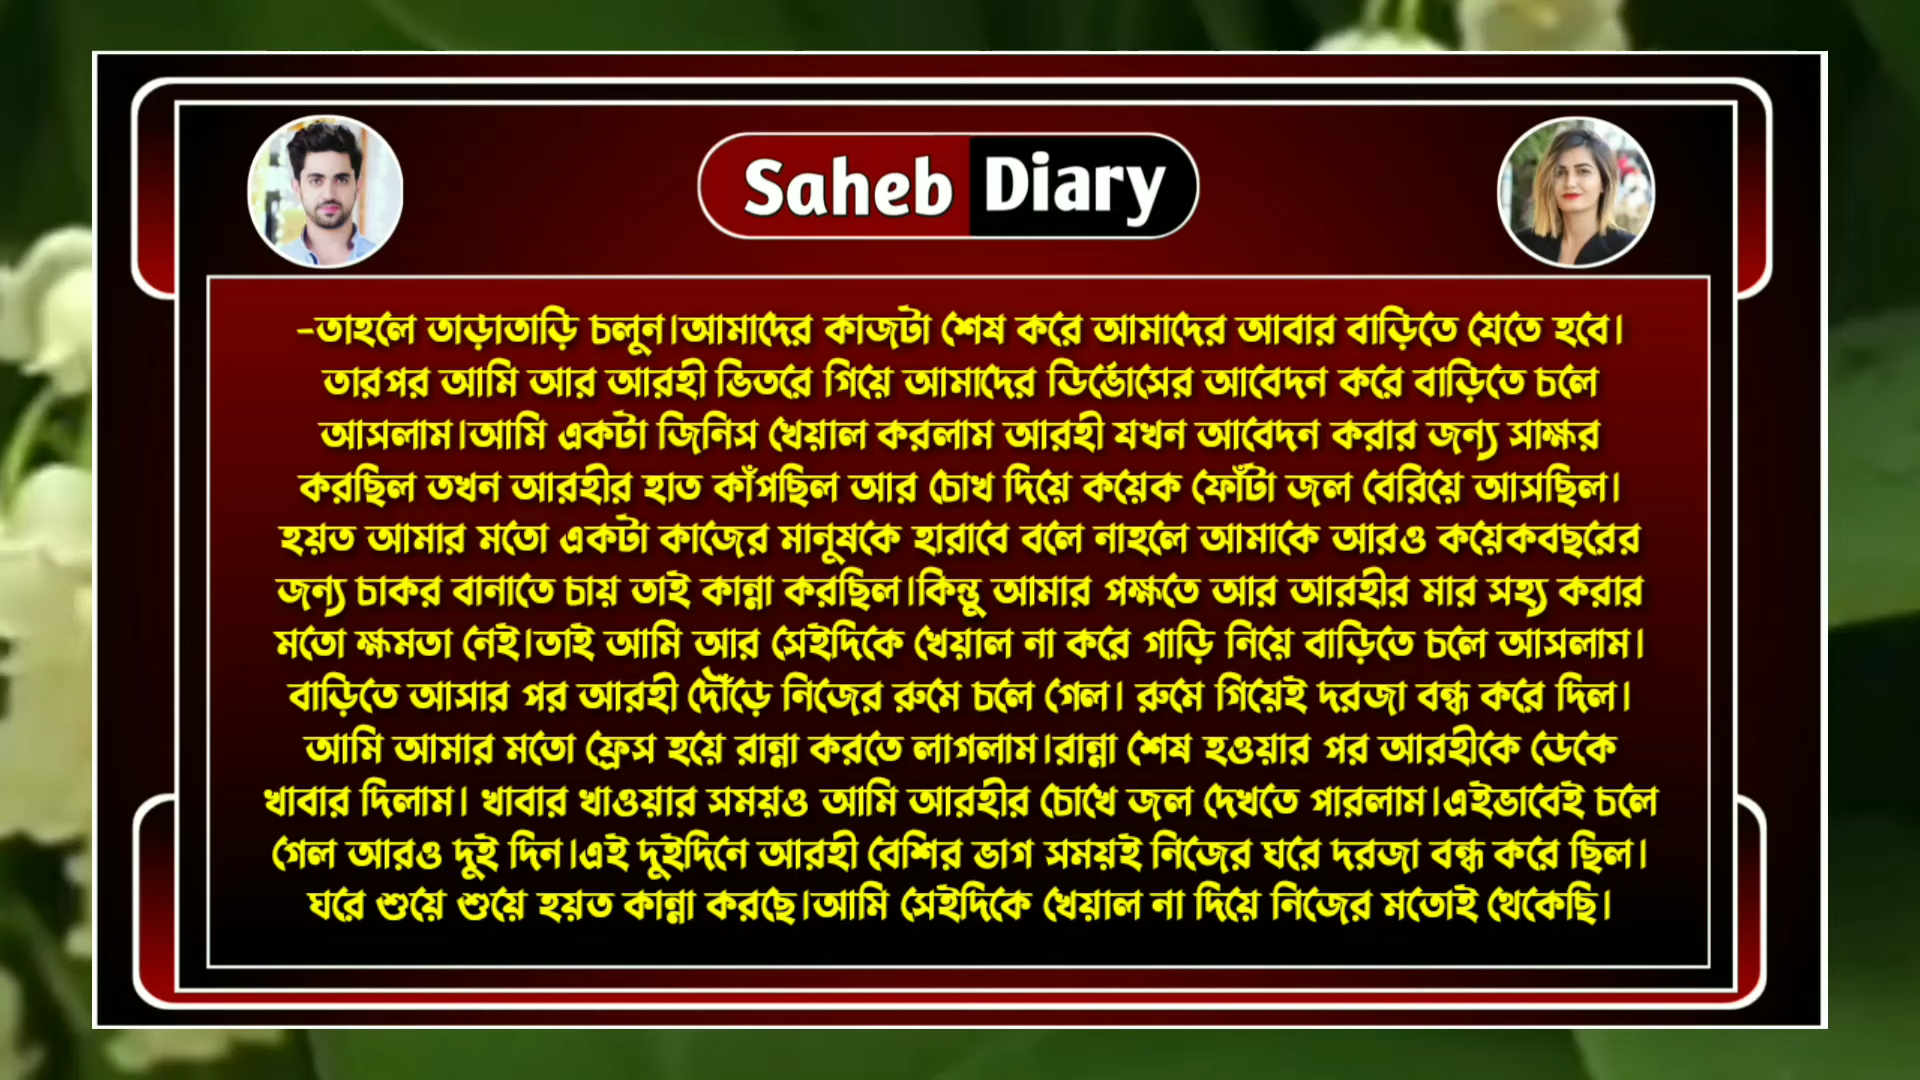 Saheb Diary
-তাহলে তাড়াতাড়ি চলুন।আমাদের কাজটা শেষ করে আমাদের আবার বাড়িতে যেতে হবে।
তারপর আমি আর আরহী ভিতরে গিয়ে আমাদের ডির্ভোসের আবেদন করে বাড়িতে চলে
আসলাম।আমি একটা জিনিস খেয়াল করলাম আরহী যখন আবেদন করার জন্য সাক্ষর
করছিল তখন আরহীর হাত কাঁপছিল আর চোখ দিয়ে কয়েক ফোঁটা জল বেরিয়ে আসছিল।
হয়ত আমার মতো একটা কাজের মানুষকে হারাবে বলে নাহলে আমাকে আরও কয়েকবছরের
জন্য চাকর বানাতে চায় তাই কান্না করছিল।কিন্তু আমার পক্ষতে আর আরহীর মার সহ্য করার
মতো ক্ষমতা নেই।তাই আমি আর সেইদিকে খেয়াল না করে গাড়ি নিয়ে বাড়িতে চলে আসলাম।
বাড়িতে আসার পর আরহী দৌঁড়ে নিজের রুমে চলে গেল। রুমে গিয়েই দরজা বন্ধ করে দিল।
আমি আমার মতো ফ্রেস হয়ে রান্না করতে লাগলাম।রান্না শেষ হওয়ার পর আরহীকে ডেকে
খাবার দিলাম। খাবার খাওয়ার সময়ও আমি আরহীর চোখে জল দেখতে পারলাম।এইভাবেই চলে
গেল আরও দুই দিন।এই দুইদিনে আরহী বেশির ভাগ সময়ই নিজের ঘরে দরজা বন্ধ করে ছিল।
ঘরে শুয়ে শুয়ে হয়ত কান্না করছে।আমি সেইদিকে খেয়াল না দিয়ে নিজের মতোই থেকেছি।